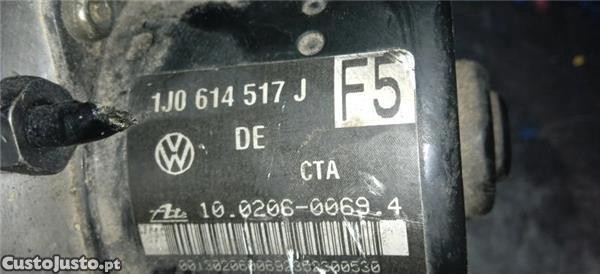 1J0 614 517 J
F5
DE
CTA
10.0206-0069.4
CustoJusto.pt